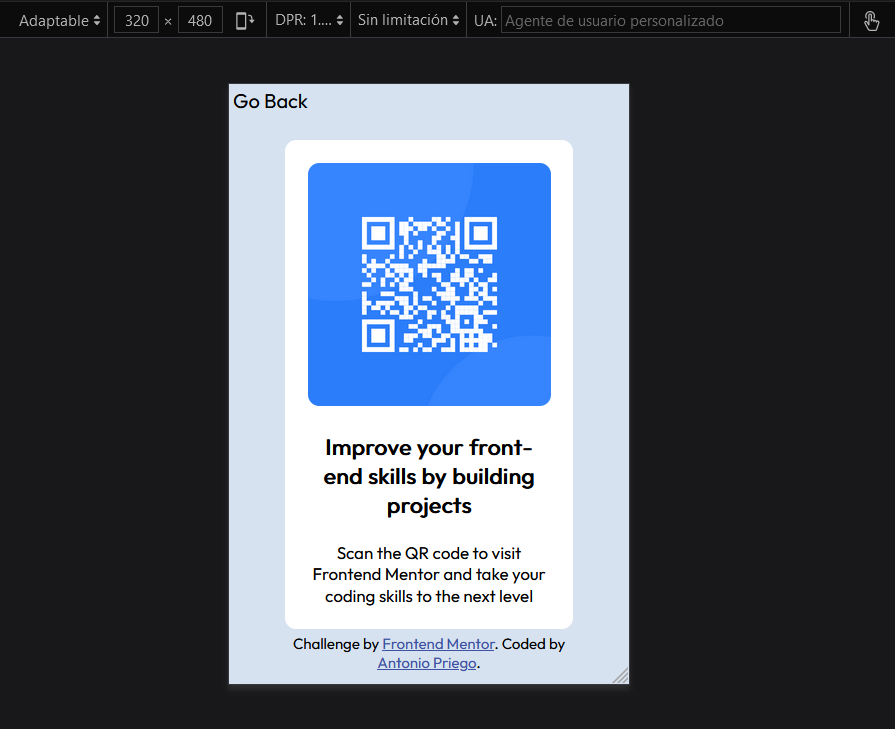 Adaptable 320 × 480 DPR: 1.... Sin limitación UA: Agente de usuario personalizado
Go Back
Improve your front-
end skills by building
projects
Scan the QR code to visit
Frontend Mentor and take your
coding skills to the next level
Challenge by Frontend Mentor. Coded by
Antonio Priego.